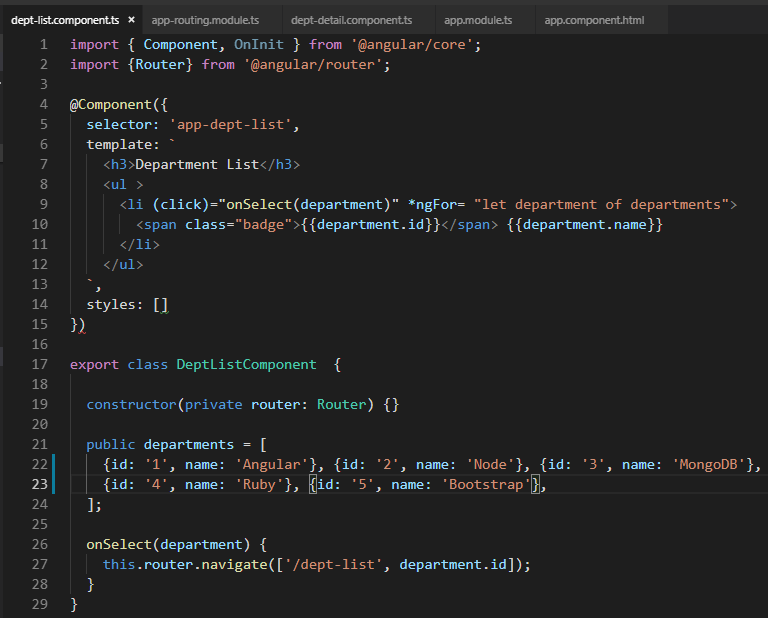 dept-list.component.ts × app-routing.module.ts dept-detail.component.ts app.module.ts app.component.html
1 import { Component, OnInit } from '@angular/core';
2 import {Router} from '@angular/router';
3
4 @Component({
5   selector: 'app-dept-list',
6   template: `
7     <h3>Department List</h3>
8     <ul >
9       <li (click)="onSelect(department)" *ngFor= "let department of departments">
10         <span class="badge">{{department.id}}</span> {{department.name}}
11       </li>
12     </ul>
13   `,
14   styles: []
15 })
16
17 export class DeptListComponent  {
18
19   constructor(private router: Router) {}
20
21   public departments = [
22     {id: '1', name: 'Angular'}, {id: '2', name: 'Node'}, {id: '3', name: 'MongoDB'},
23     {id: '4', name: 'Ruby'}, {id: '5', name: 'Bootstrap'},
24   ];
25
26   onSelect(department) {
27     this.router.navigate(['/dept-list', department.id]);
28   }
29 }